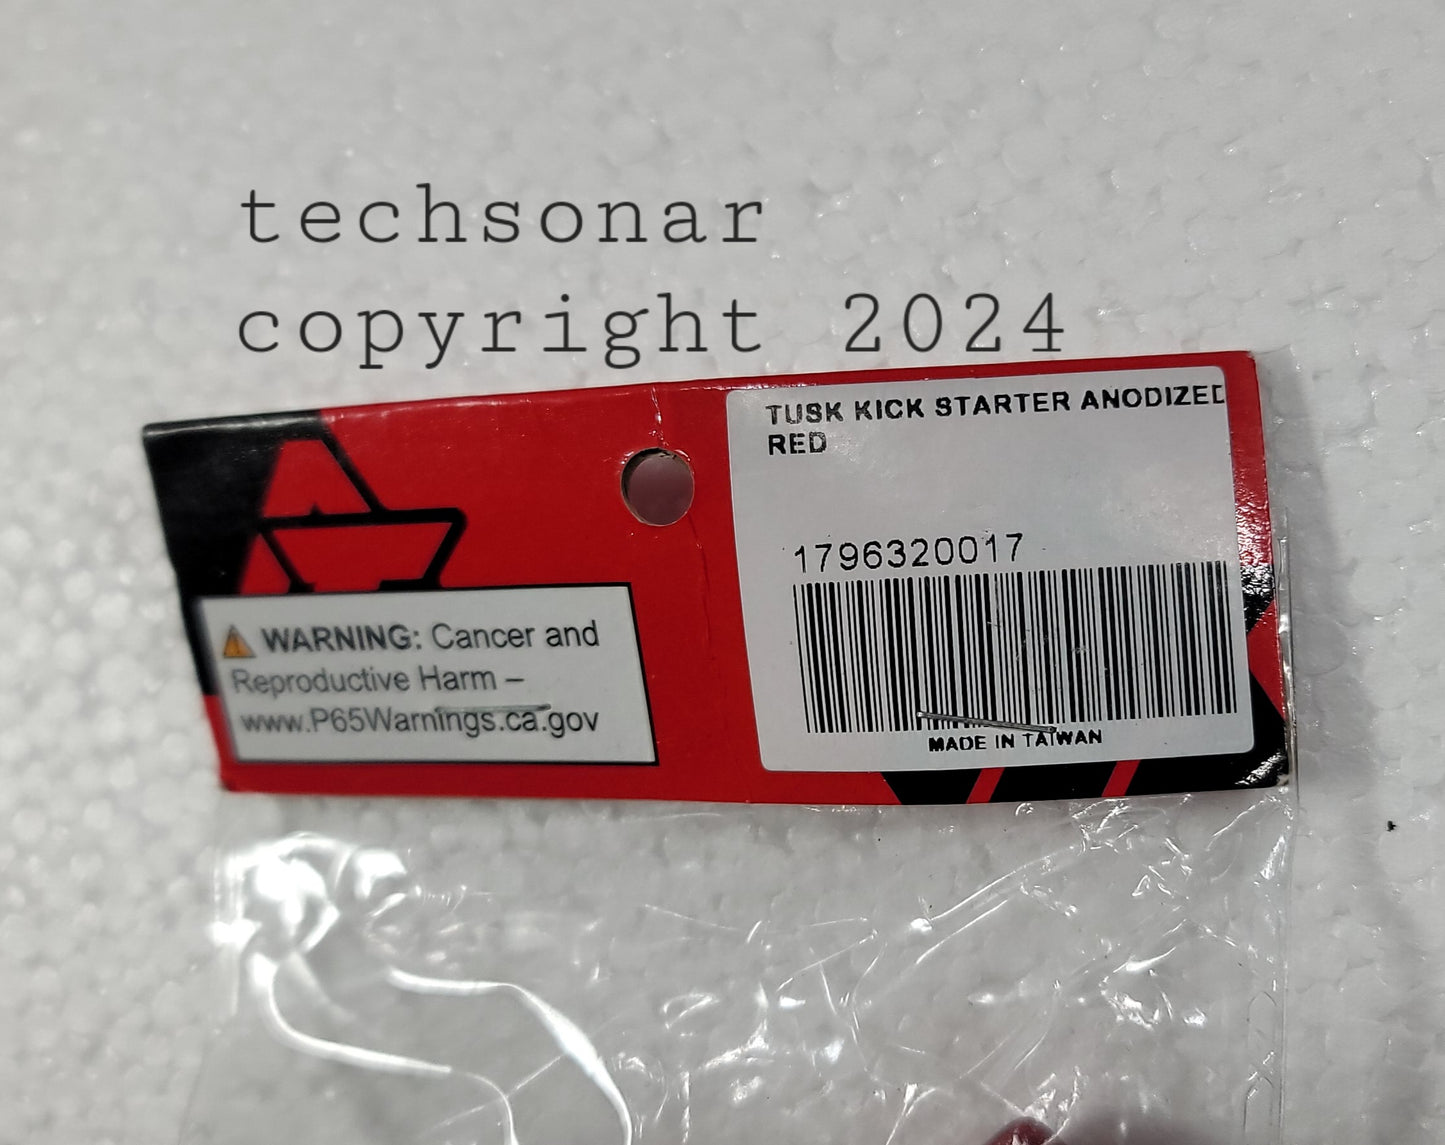 techsonar
copyright 2024
TUSK KICK STARTER ANODIZED
RED
1796320017
MADE IN TAIWAN
⚠ WARNING: Cancer and
Reproductive Harm –
www.P65Warnings.ca.gov